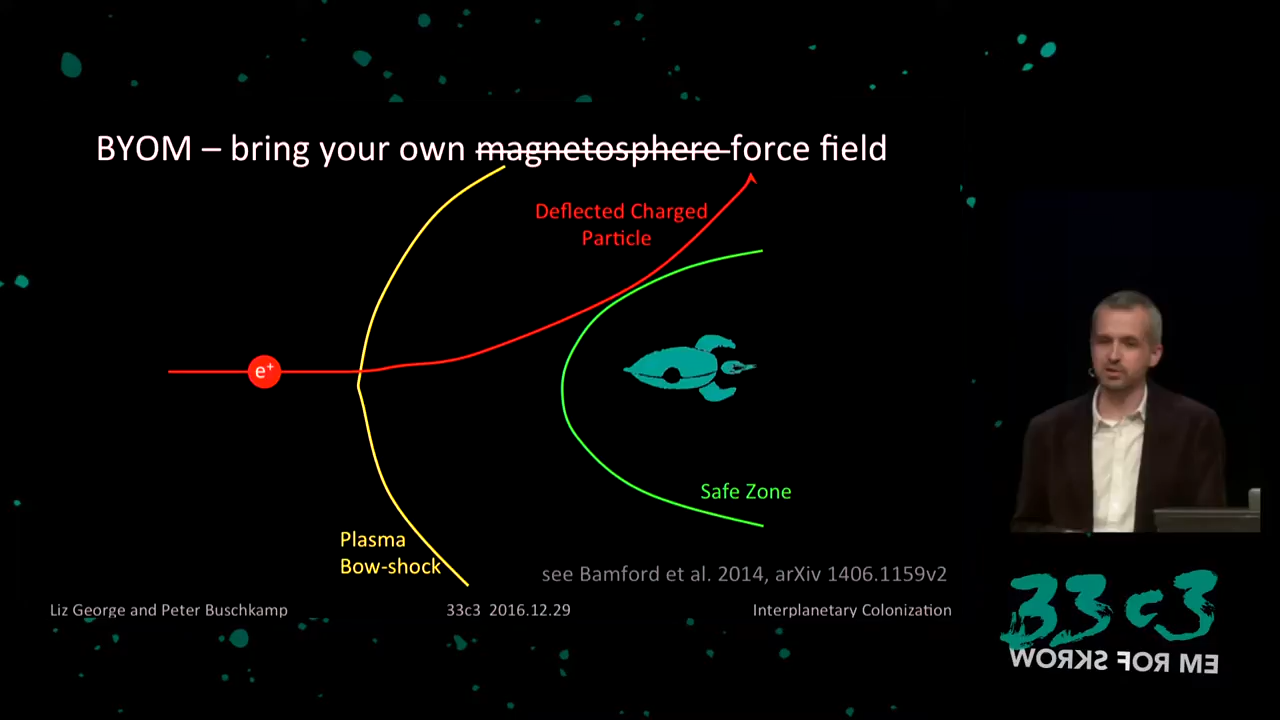 BYOM – bring your own magnetosphere force field
Deflected Charged
Particle
e⁺
Safe Zone
Plasma
Bow-shock
see Bamford et al. 2014, arXiv 1406.1159v2
Liz George and Peter Buschkamp
33c3 2016.12.29
Interplanetary Colonization
33c3
WORKS FOR ME